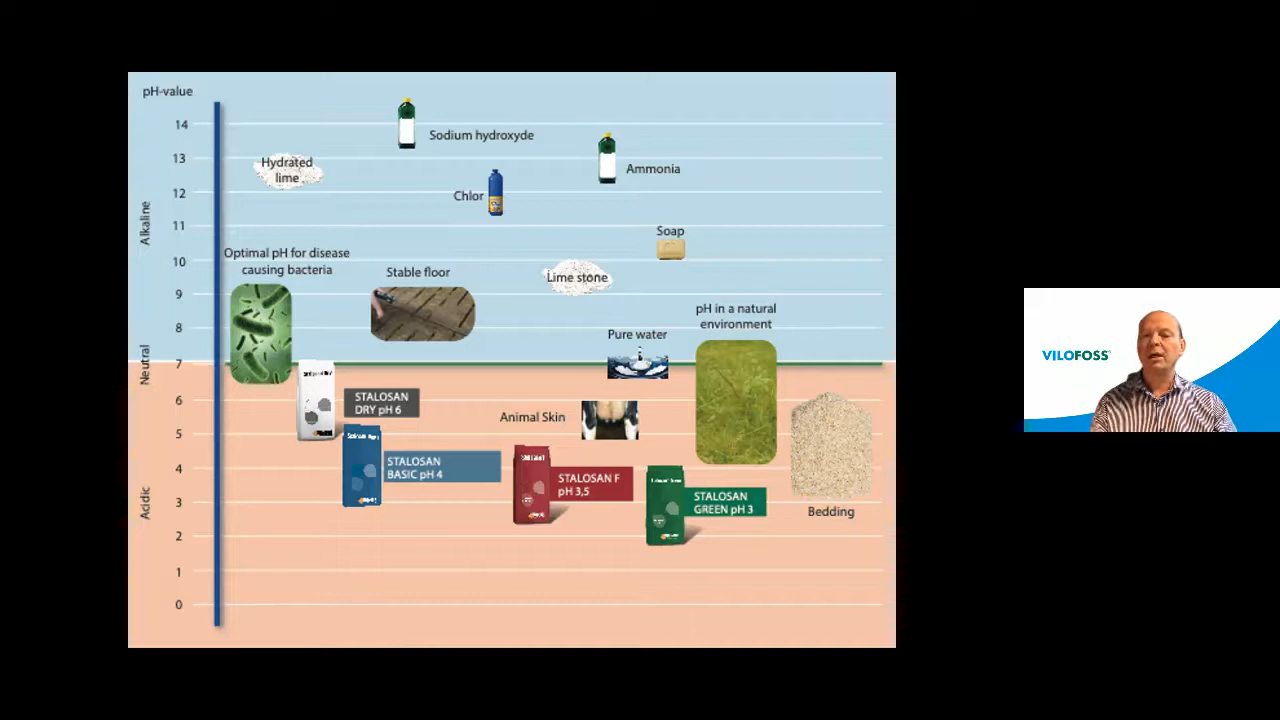 pH-value
14
13
12
11
10
9
8
7
6
5
4
3
2
1
0
Alkaline
Neutral
Acidic
Sodium hydroxyde
Hydrated
lime
Ammonia
Chlor
Soap
Optimal pH for disease
causing bacteria
Stable floor
Lime stone
pH in a natural
environment
Pure water
STALOSAN
DRY pH 6
Animal Skin
STALOSAN
BASIC pH 4
STALOSAN F
pH 3,5
STALOSAN
GREEN pH 3
Bedding
VILOFOSS®